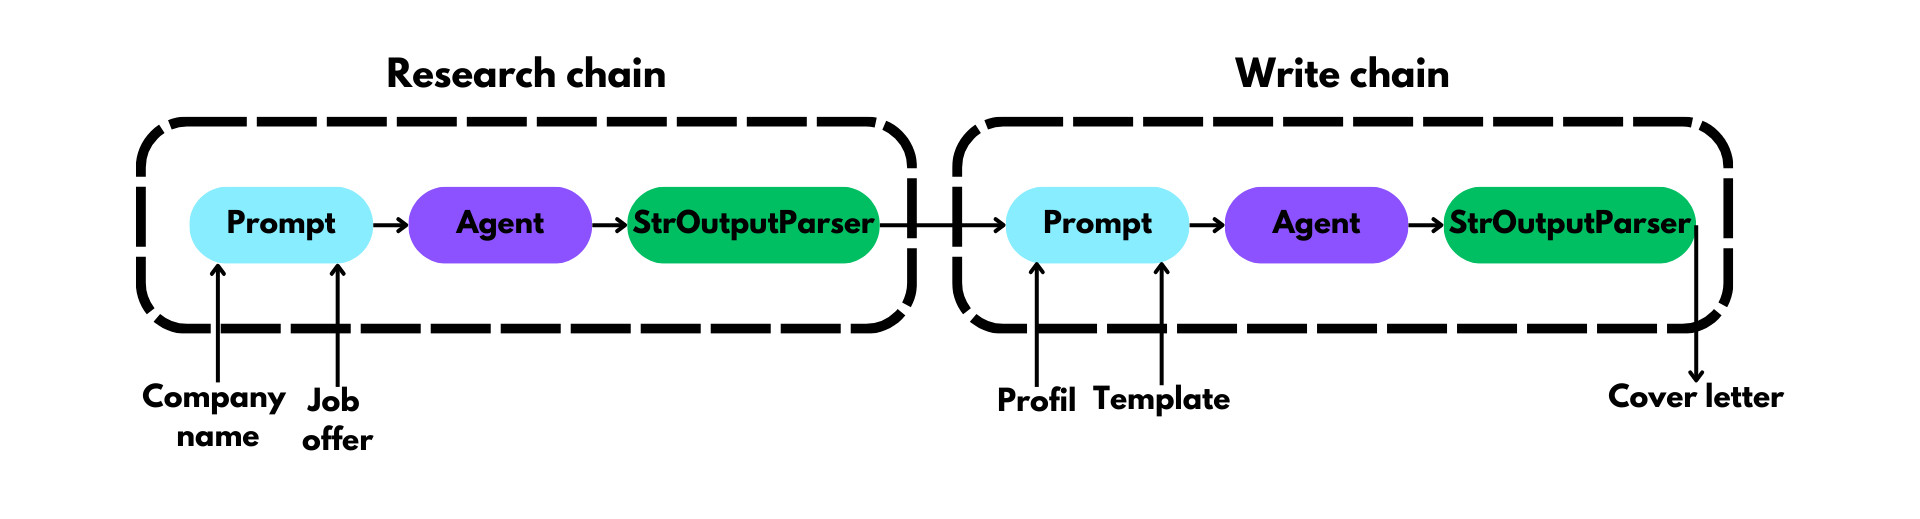 Research chain
Write chain
Prompt
Agent
StrOutputParser
Prompt
Agent
StrOutputParser
Company
name
Job
offer
Profil
Template
Cover letter